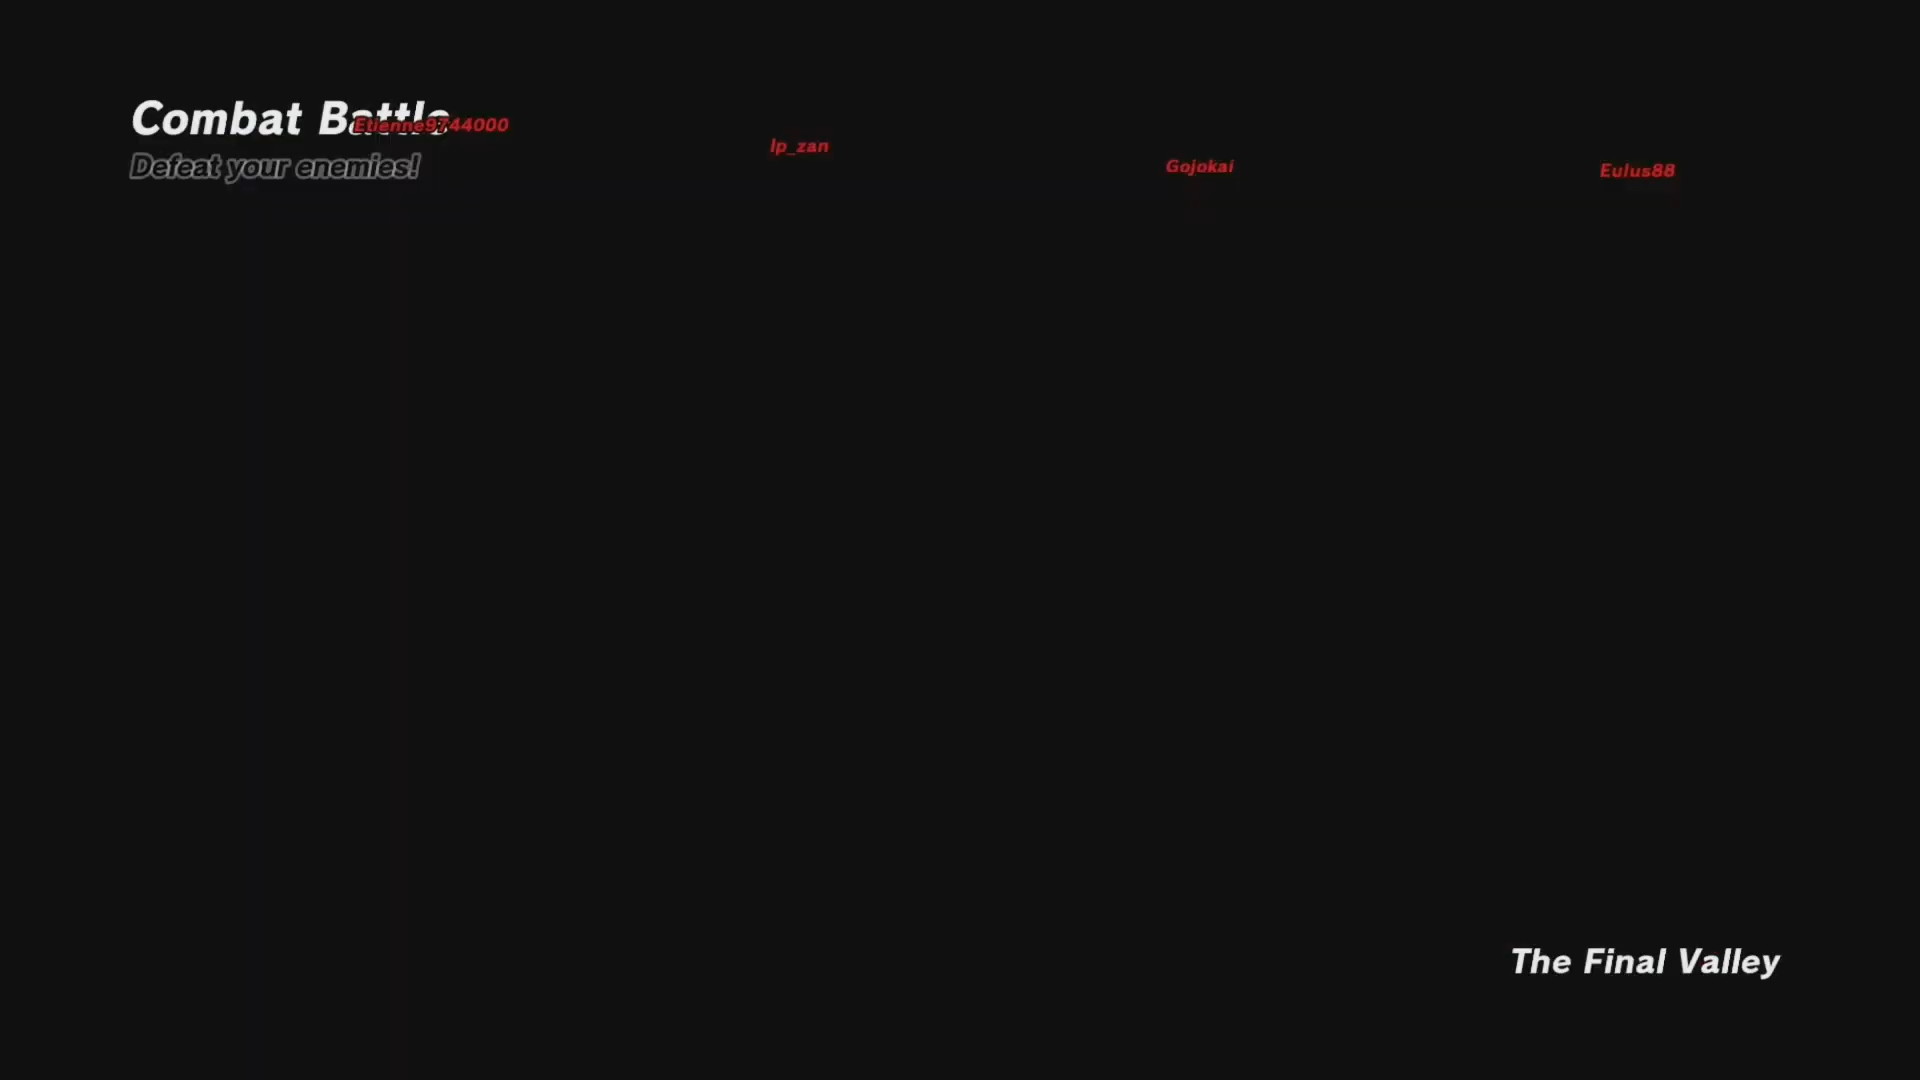 Combat Battle
Etienne9744000
Defeat your enemies!
lp_zan
Gojokai
Eulus88
The Final Valley